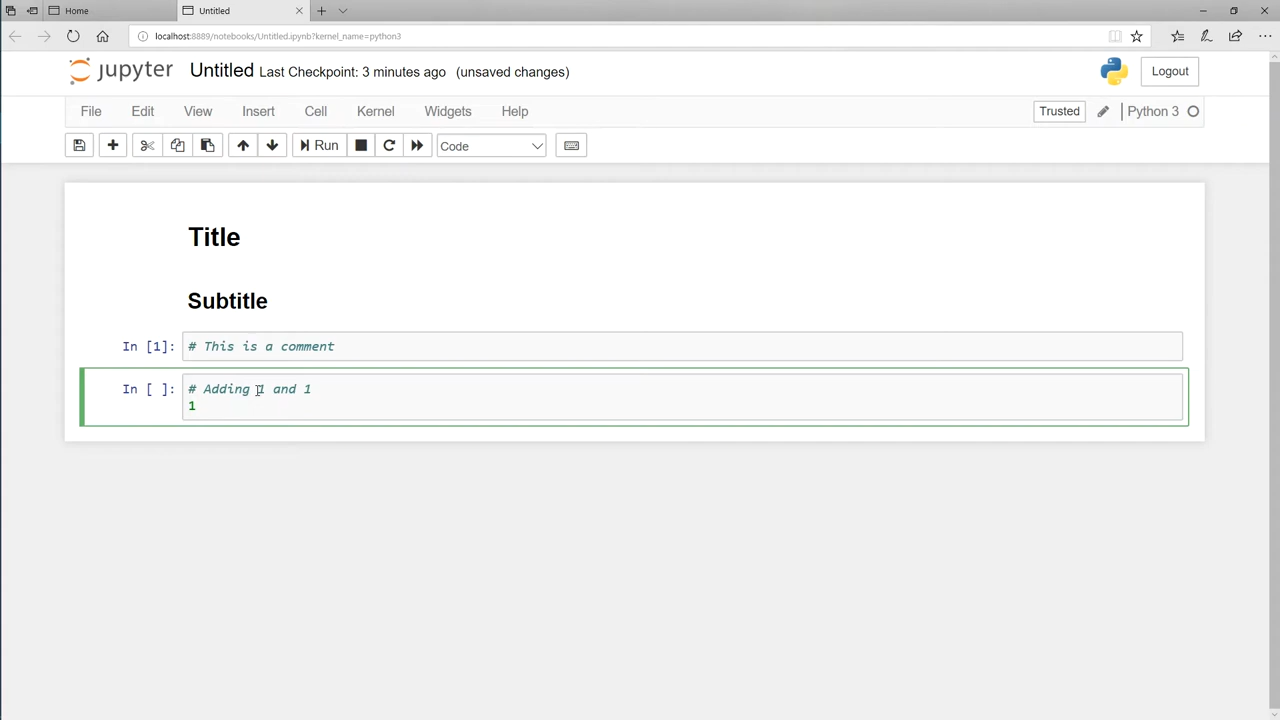 Home
Untitled
localhost:8889/notebooks/Untitled.ipynb?kernel_name=python3
jupyter Untitled Last Checkpoint: 3 minutes ago (unsaved changes)
Logout
File Edit View Insert Cell Kernel Widgets Help
Trusted
Python 3
Run
Code
Title
Subtitle
In [1]: # This is a comment
In [ ]: # Adding 1 and 1
1